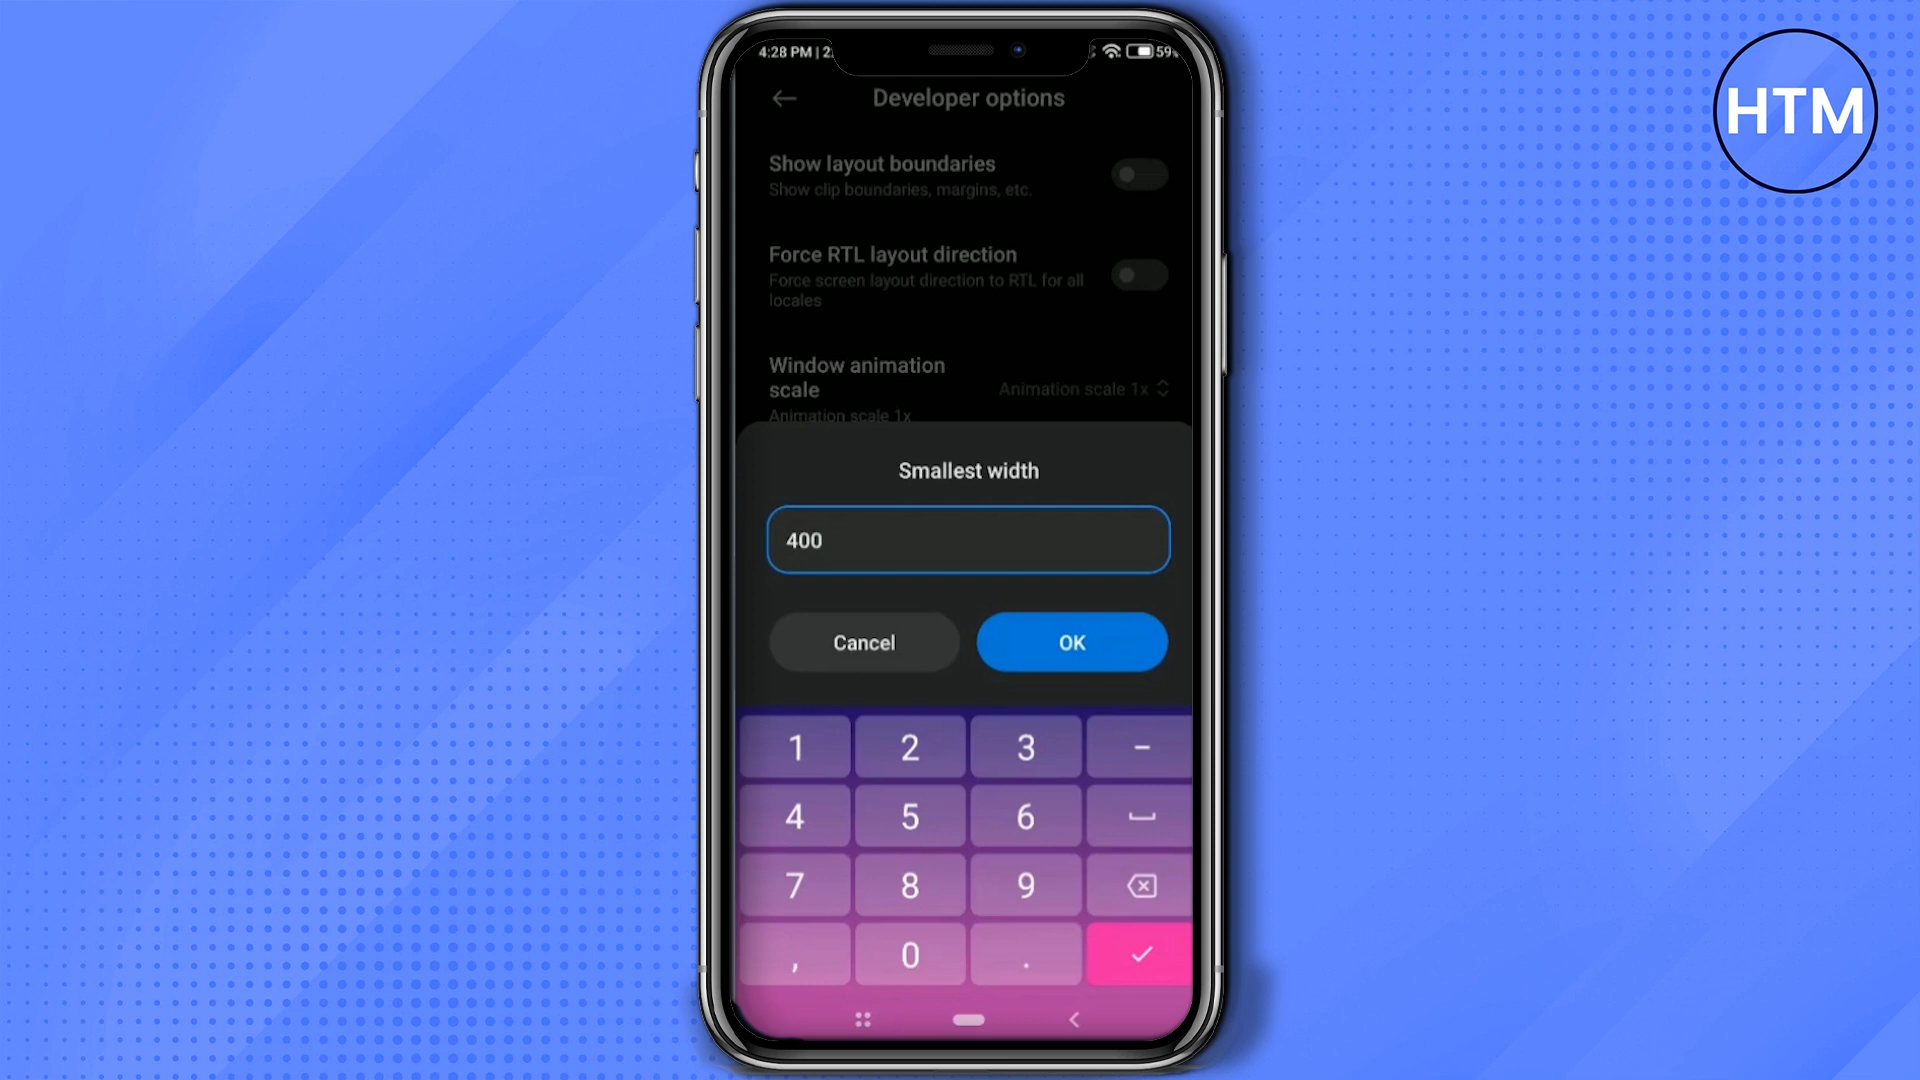 HTM
4:28 PM | 2
59
Developer options
Show layout boundaries
Show clip boundaries, margins, etc.
Force RTL layout direction
Force screen layout direction to RTL for all
locales
Window animation
scale
Animation scale 1x
Animation scale 1x
Smallest width
400
Cancel OK
1 2 3 -
4 5 6
7 8 9
, 0 .